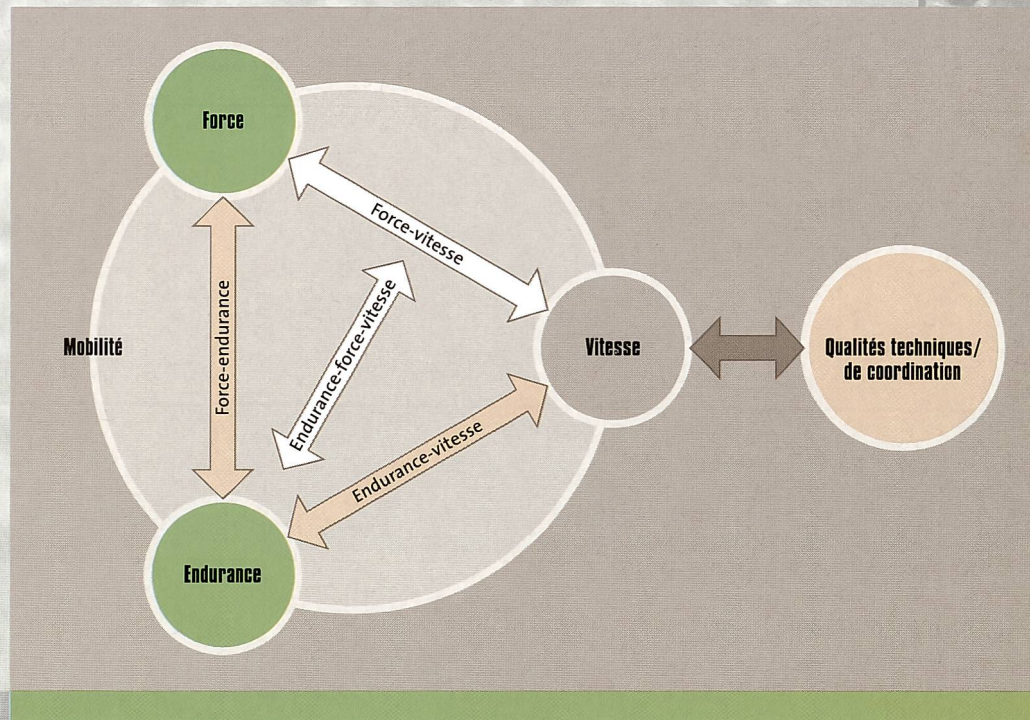 Force
Force-vitesse
Force-endurance
Endurance-force-vitesse
Mobilité
Vitesse
Qualités techniques/
de coordination
Endurance-vitesse
Endurance